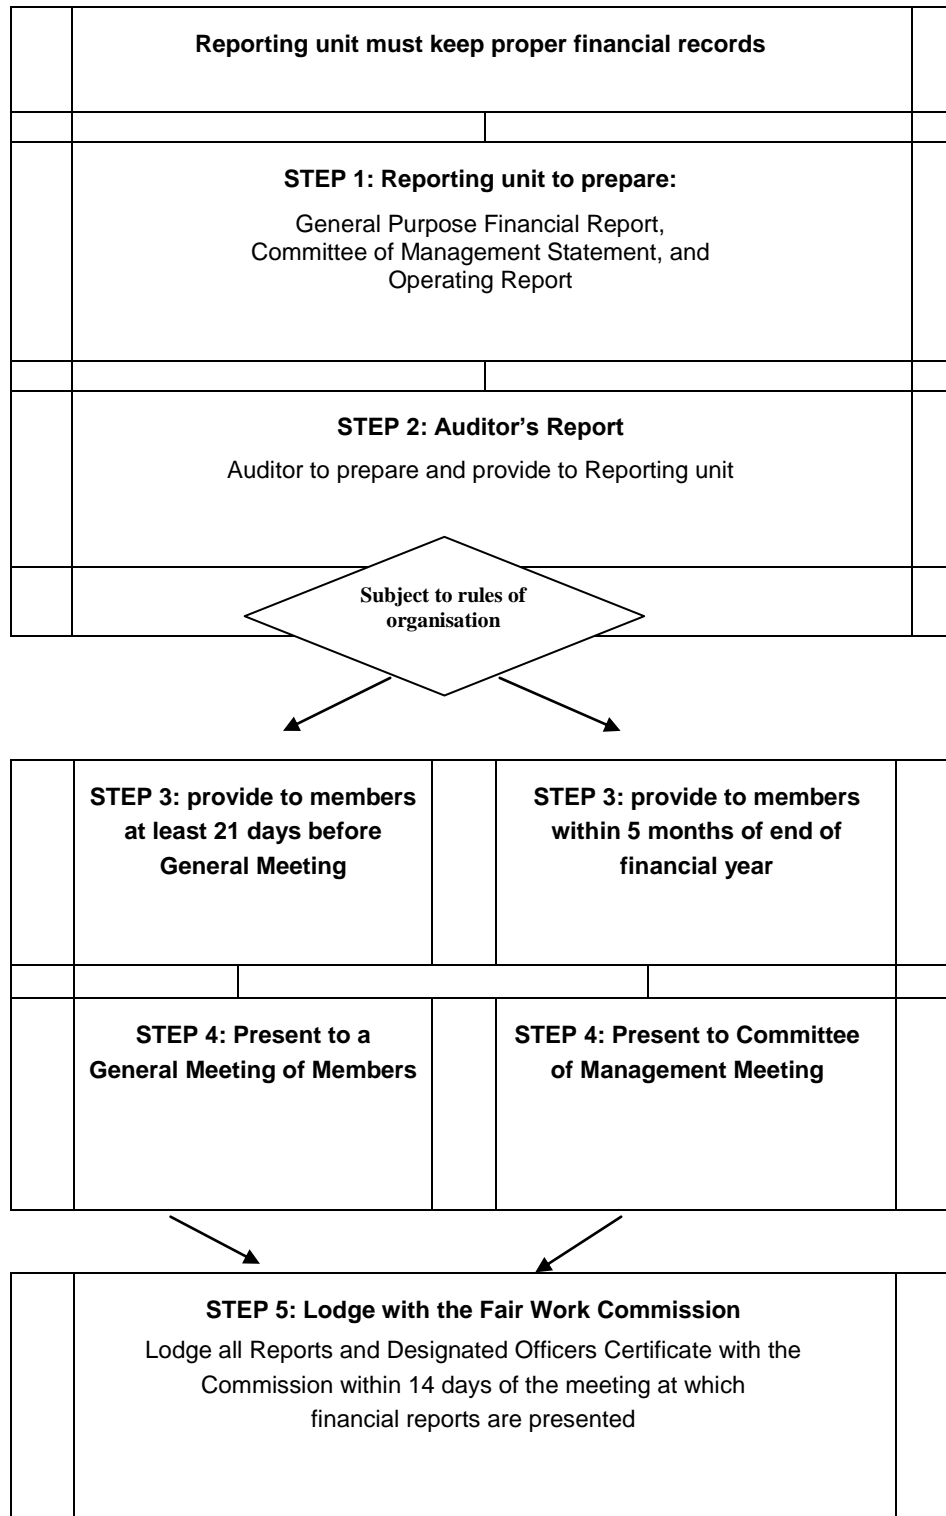 Reporting unit must keep proper financial records
STEP 1: Reporting unit to prepare:
General Purpose Financial Report,
Committee of Management Statement, and
Operating Report
STEP 2: Auditor’s Report
Auditor to prepare and provide to Reporting unit
Subject to rules of
organisation
STEP 3: provide to members
at least 21 days before
General Meeting
STEP 3: provide to members
within 5 months of end of
financial year
STEP 4: Present to a
General Meeting of Members
STEP 4: Present to Committee
of Management Meeting
STEP 5: Lodge with the Fair Work Commission
Lodge all Reports and Designated Officers Certificate with the
Commission within 14 days of the meeting at which
financial reports are presented